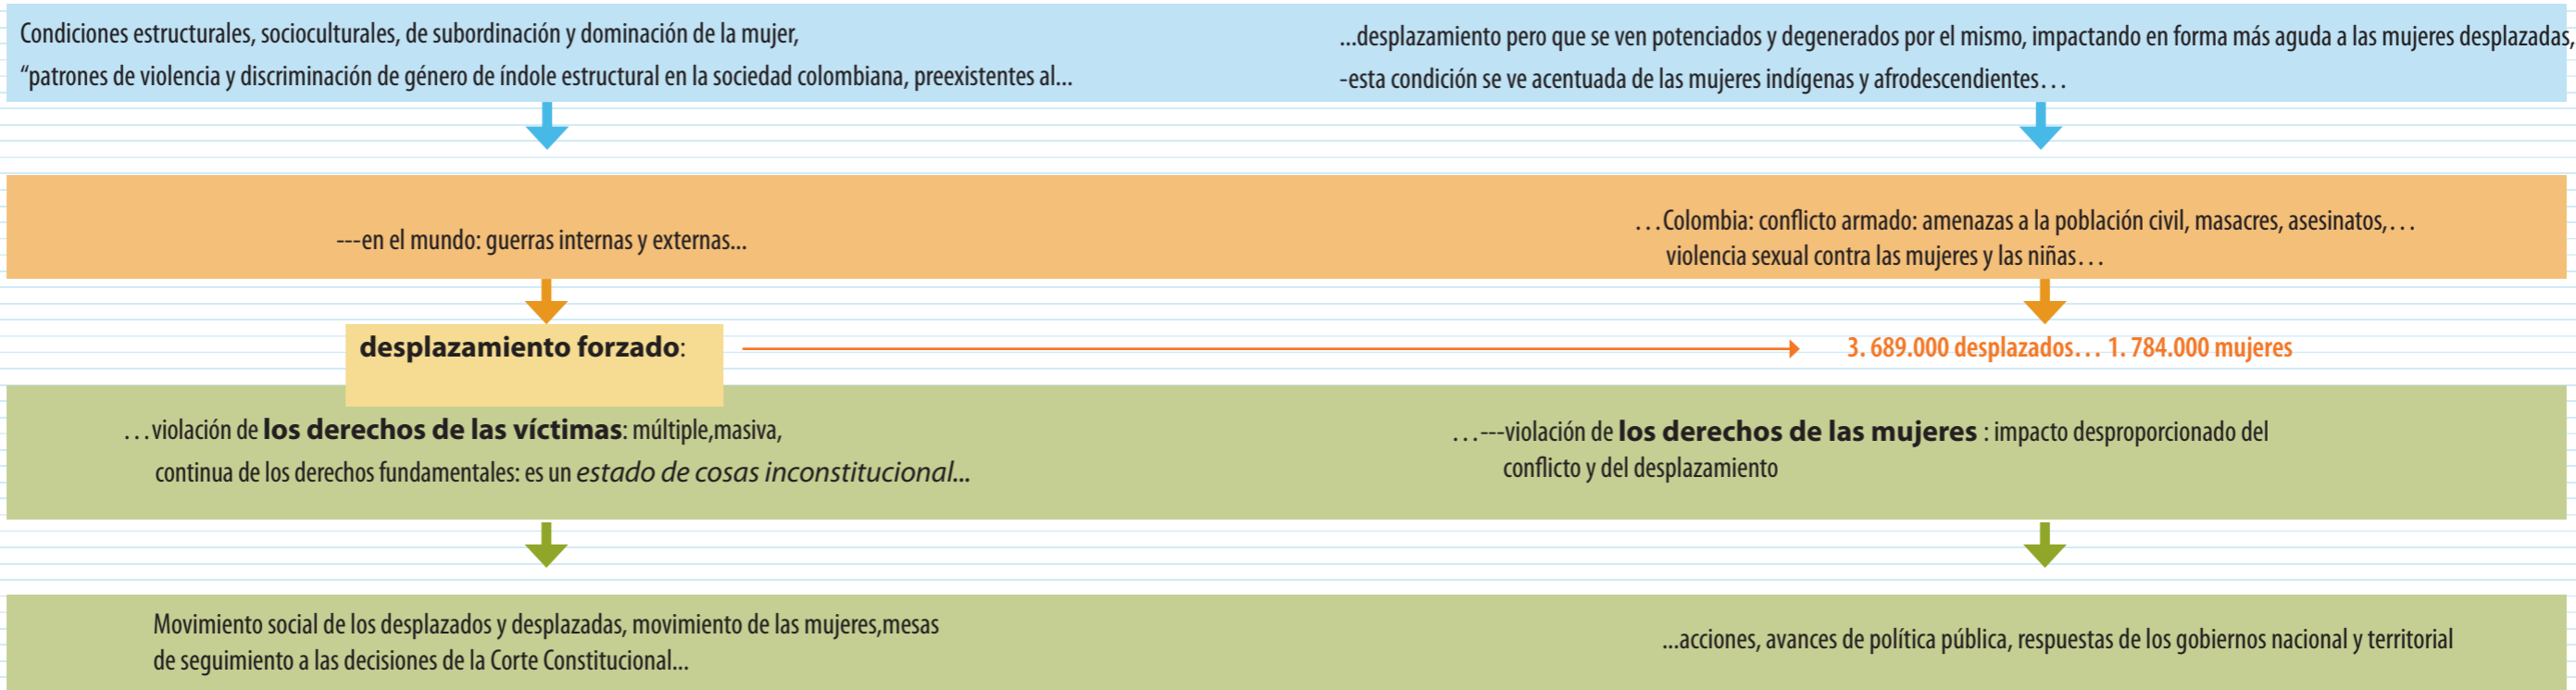 Condiciones estructurales, socioculturales, de subordinación y dominación de la mujer,
“patrones de violencia y discriminación de género de índole estructural en la sociedad colombiana, preexistentes al...
...desplazamiento pero que se ven potenciados y degenerados por el mismo, impactando en forma más aguda a las mujeres desplazadas,
-esta condición se ve acentuada de las mujeres indígenas y afrodescendientes…
---en el mundo: guerras internas y externas...
…Colombia: conflicto armado: amenazas a la población civil, masacres, asesinatos,…
violencia sexual contra las mujeres y las niñas…
desplazamiento forzado:
3. 689.000 desplazados… 1. 784.000 mujeres
…violación de los derechos de las víctimas: múltiple,masiva,
continua de los derechos fundamentales: es un estado de cosas inconstitucional...
…---violación de los derechos de las mujeres : impacto desproporcionado del
conflicto y del desplazamiento
Movimiento social de los desplazados y desplazadas, movimiento de las mujeres,mesas
de seguimiento a las decisiones de la Corte Constitucional...
...acciones, avances de política pública, respuestas de los gobiernos nacional y territorial